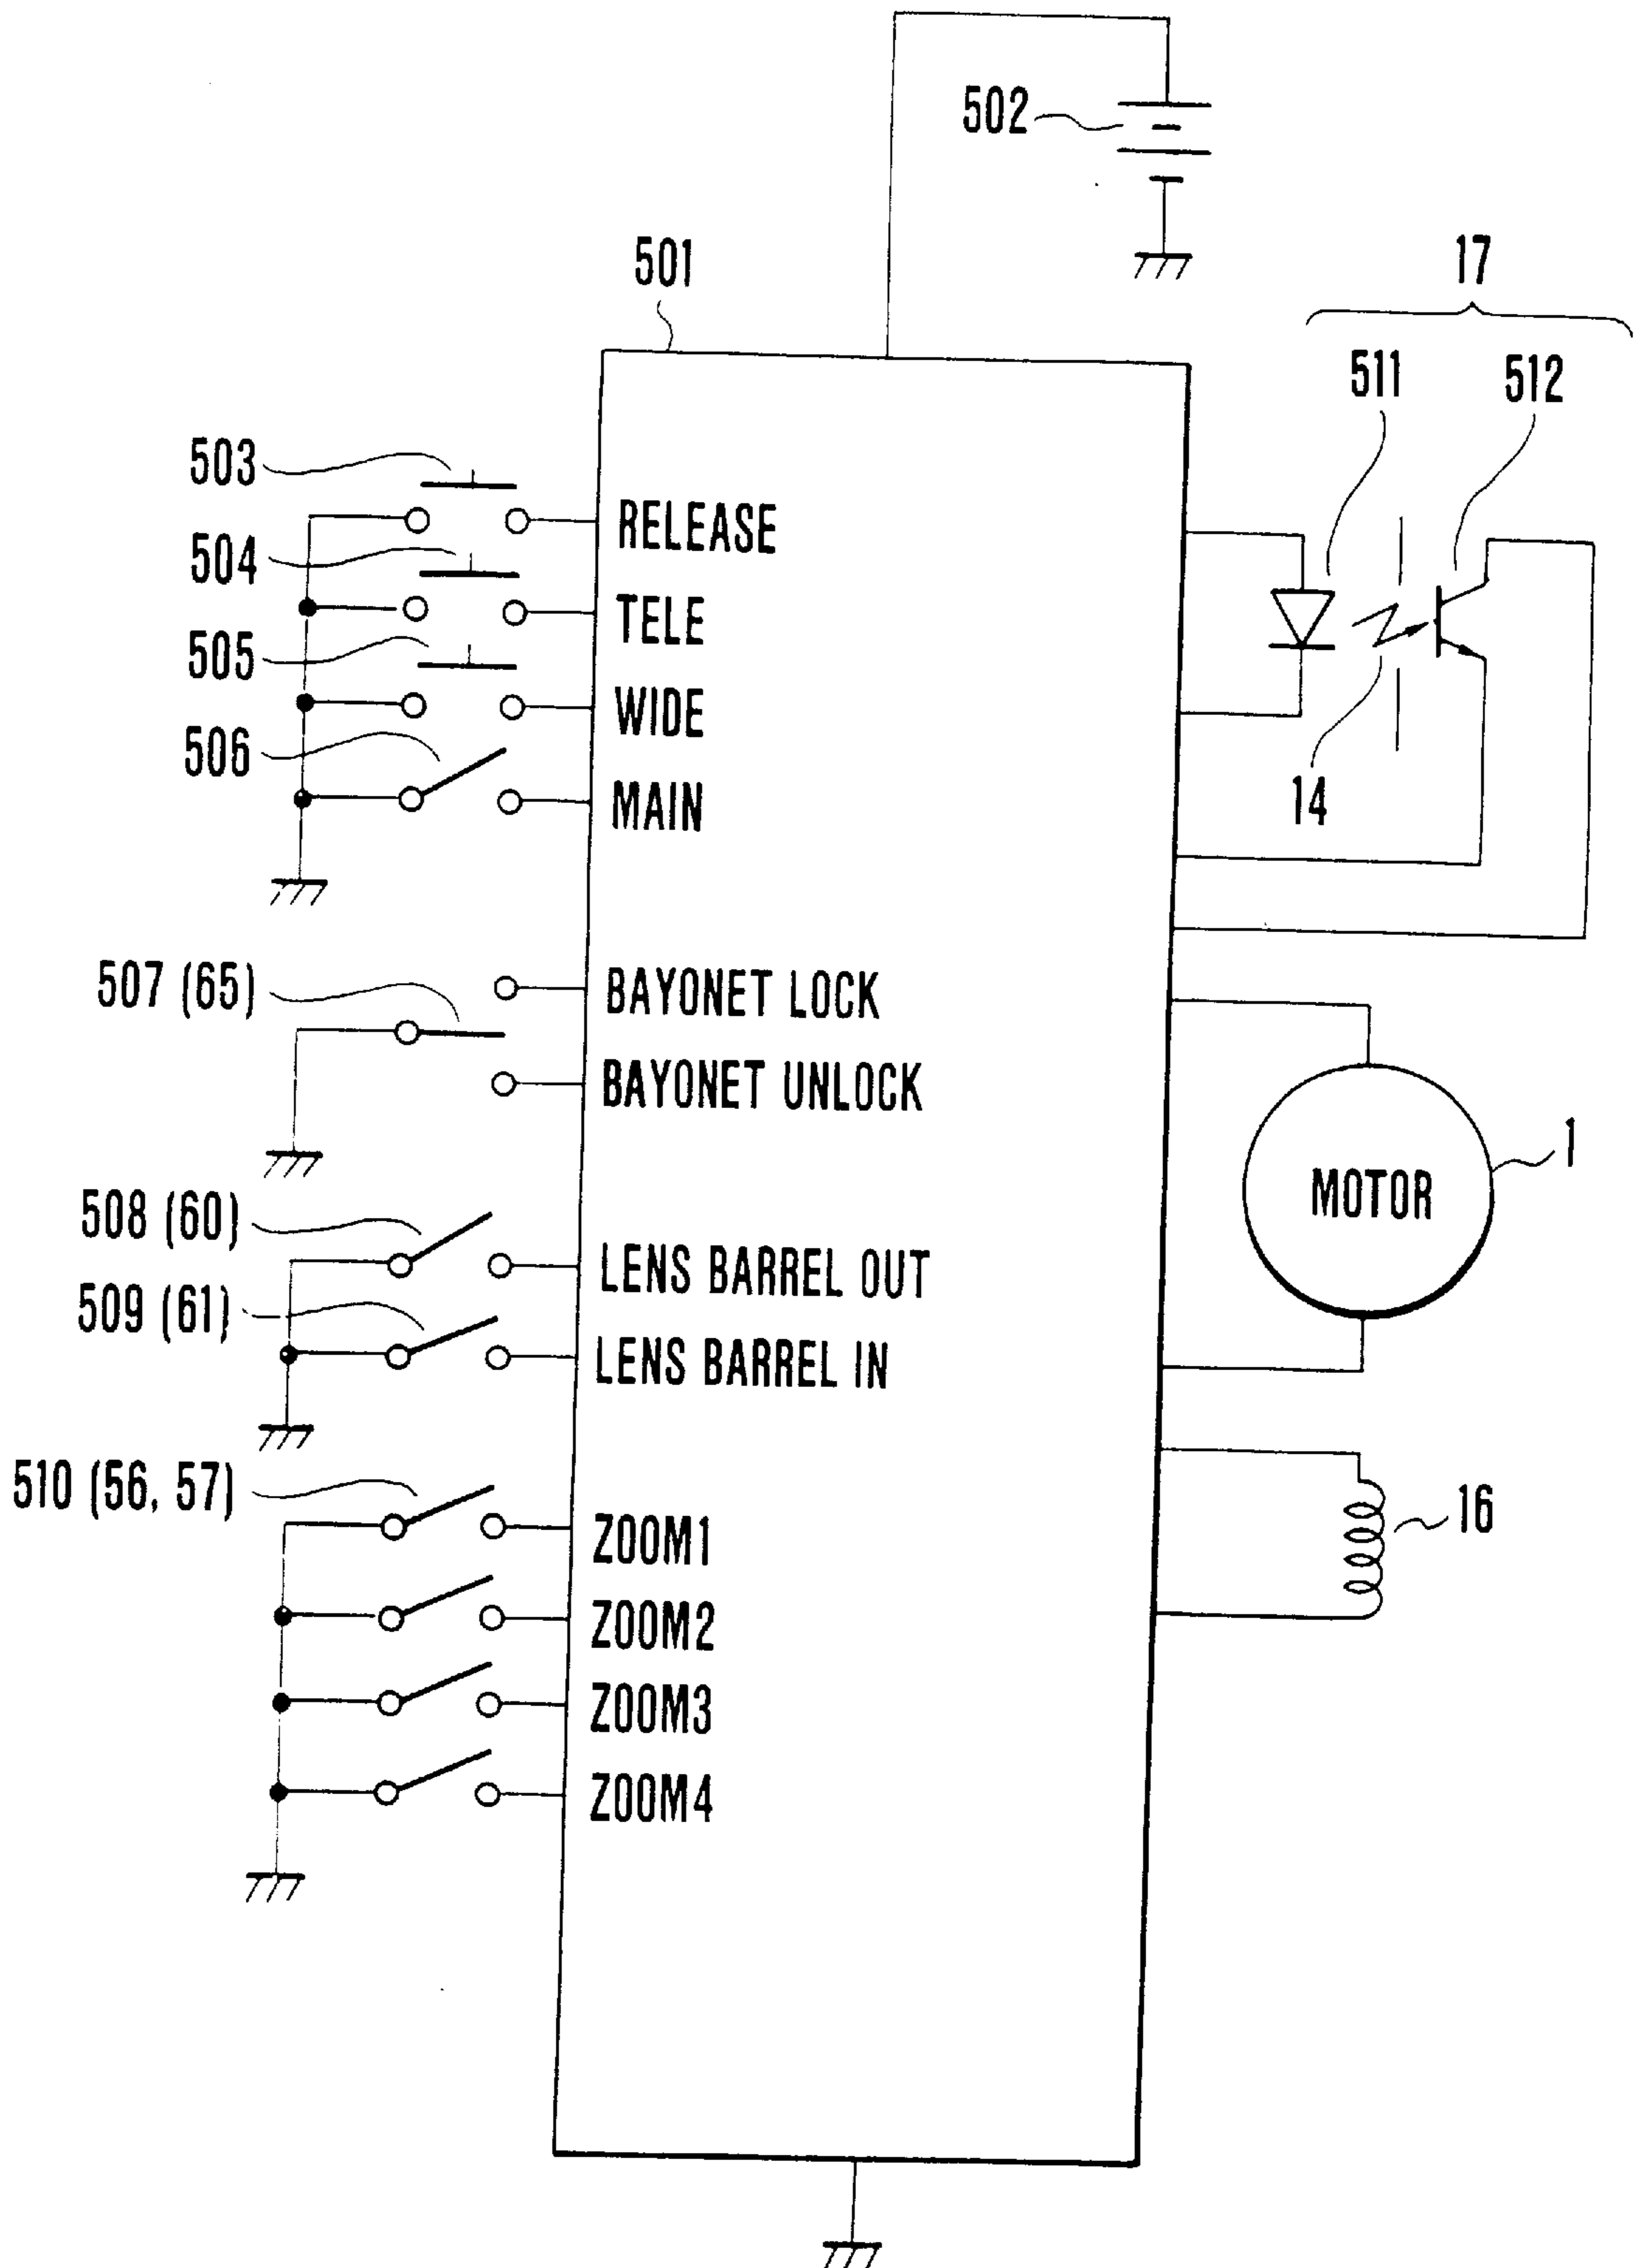 502
501
17
511
512
503
RELEASE
504
TELE
505
WIDE
506
MAIN
14
507 (65)
BAYONET LOCK
BAYONET UNLOCK
1
MOTOR
508 (60)
LENS BARREL OUT
509 (61)
LENS BARREL IN
510 (56, 57)
ZOOM1
16
ZOOM2
ZOOM3
ZOOM4